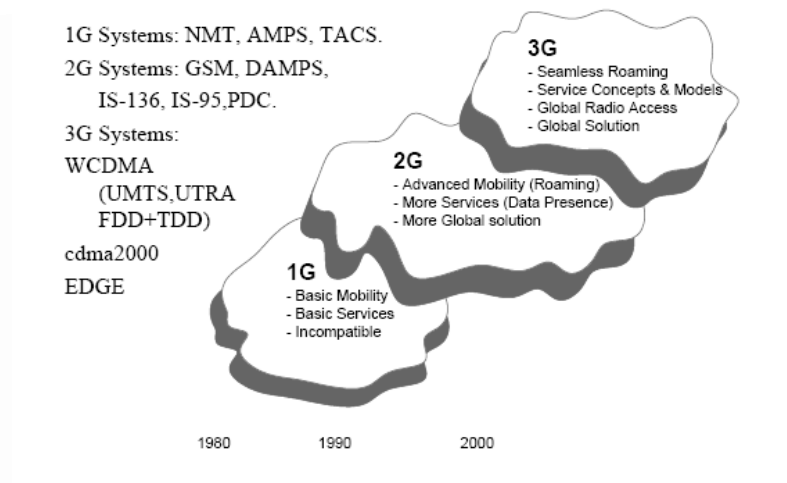 1G Systems: NMT, AMPS, TACS.
2G Systems: GSM, DAMPS,
IS-136, IS-95,PDC.
3G Systems:
WCDMA
(UMTS,UTRA
FDD+TDD)
cdma2000
EDGE
3G
- Seamless Roaming
- Service Concepts & Models
- Global Radio Access
- Global Solution
2G
- Advanced Mobility (Roaming)
- More Services (Data Presence)
- More Global solution
1G
- Basic Mobility
- Basic Services
- Incompatible
1980 1990 2000